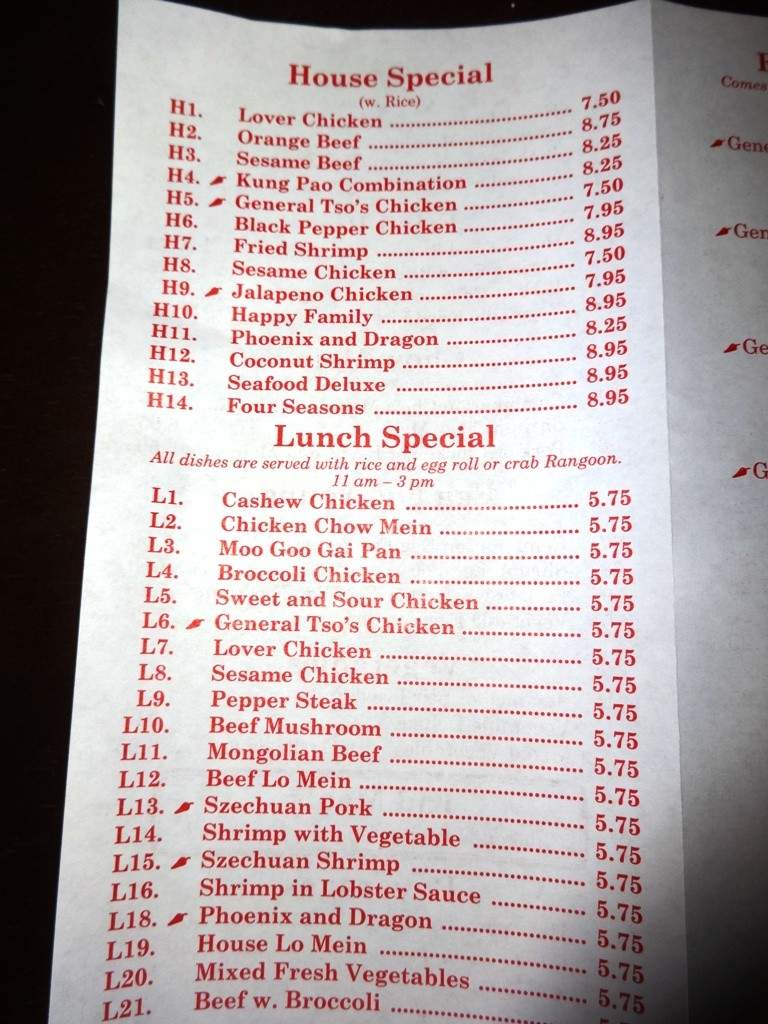 House Special
(w. Rice)
H1. Lover Chicken ................................ 7.50
H2. Orange Beef ................................ 8.75
H3. Sesame Beef ................................ 8.25
H4. Kung Pao Combination ................ 8.25
H5. General Tso's Chicken .................. 7.50
H6. Black Pepper Chicken .................. 7.95
H7. Fried Shrimp ................................ 8.95
H8. Sesame Chicken ............................ 7.50
H9. Jalapeno Chicken .......................... 7.95
H10. Happy Family ................................ 8.95
H11. Phoenix and Dragon ...................... 8.25
H12. Coconut Shrimp ............................ 8.95
H13. Seafood Deluxe .............................. 8.95
H14. Four Seasons ................................ 8.95
Lunch Special
All dishes are served with rice and egg roll or crab Rangoon.
11 am – 3 pm
L1. Cashew Chicken ............................ 5.75
L2. Chicken Chow Mein ...................... 5.75
L3. Moo Goo Gai Pan .......................... 5.75
L4. Broccoli Chicken .......................... 5.75
L5. Sweet and Sour Chicken .............. 5.75
L6. General Tso's Chicken .................. 5.75
L7. Lover Chicken ................................ 5.75
L8. Sesame Chicken ............................ 5.75
L9. Pepper Steak ................................ 5.75
L10. Beef Mushroom .............................. 5.75
L11. Mongolian Beef .............................. 5.75
L12. Beef Lo Mein .................................. 5.75
L13. Szechuan Pork .............................. 5.75
L14. Shrimp with Vegetable ................ 5.75
L15. Szechuan Shrimp .......................... 5.75
L16. Shrimp in Lobster Sauce .............. 5.75
L18. Phoenix and Dragon ...................... 5.75
L19. House Lo Mein ................................ 5.75
L20. Mixed Fresh Vegetables ................ 5.75
L21. Beef w. Broccoli ..............................
Comes